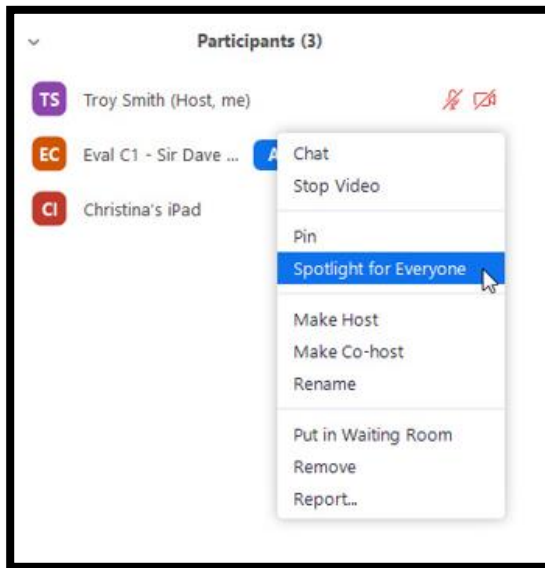 Participants (3)
TS Troy Smith (Host, me)
EC Eval C1 - Sir Dave ...
CI Christina's iPad
Chat
Stop Video
Pin
Spotlight for Everyone
Make Host
Make Co-host
Rename
Put in Waiting Room
Remove
Report...